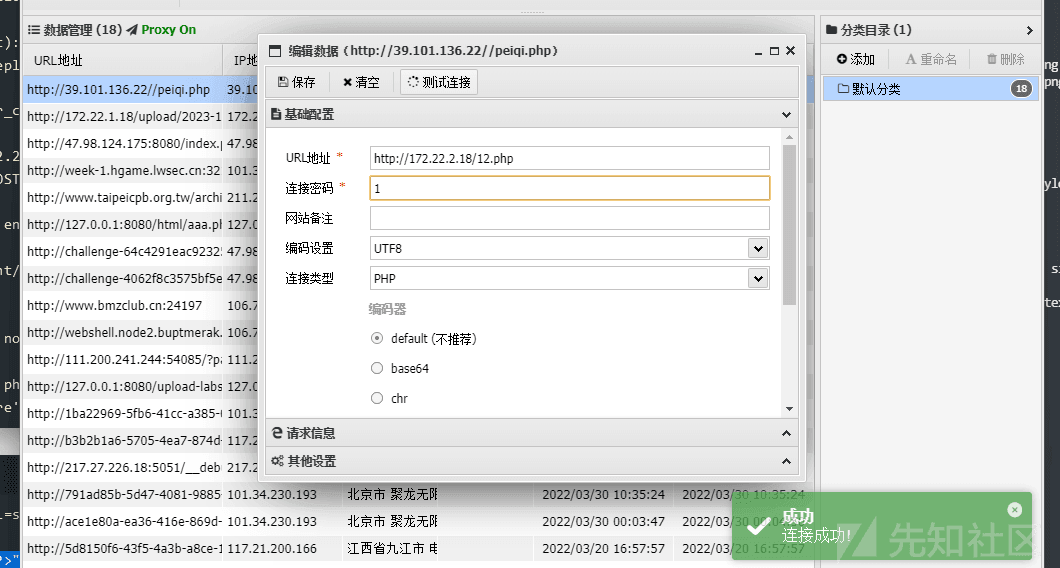 数据管理 (18) Proxy On
分类目录 (1)
URL地址
IP地
添加
重命名
删除
默认分类 18
编辑数据 (http://39.101.136.22//peiqi.php)
保存 清空 测试连接
基础配置
URL地址 * http://172.22.2.18/12.php
连接密码 * 1
网站备注
编码设置 UTF8
连接类型 PHP
编码器
default (不推荐)
base64
chr
请求信息
其他设置
http://39.101.136.22//peiqi.php 39.10
http://172.22.1.18/upload/2023-1 172.2
http://47.98.124.175:8080/index. 47.98
http://week-1.hgame.lwsec.cn:32 101.3
http://www.taipeicpb.org.tw/archi 211.2
http://127.0.0.1:8080/html/aaa.ph 127.0
http://challenge-64c4291eac9232 47.98
http://challenge-4062f8c3575bf5e 47.98
http://www.bmzclub.cn:24197 106.7
http://webshell.node2.buptmerak. 106.7
http://111.200.241.244:54085/?pa 111.2
http://127.0.0.1:8080/upload-labs 127.0
http://1ba22969-5fb6-41cc-a385- 101.3
http://b3b2b1a6-5705-4ea7-874d- 117.2
http://217.27.226.18:5051/__debu 217.2
http://791ad85b-5d47-4081-9885- 101.34.230.193 北京市 聚龙无限 2022/03/30 10:35:24 2022/03/30 10:35:24
http://ace1e80a-ea36-416e-869d- 101.34.230.193 北京市 聚龙无限 2022/03/30 00:03:47
http://5d8150f6-43f5-4a3b-a8ce-1 117.21.200.166 江西省九江市 电 2022/03/20 16:57:57 2022/03/20 16:57:57
成功
连接成功!
先知社区